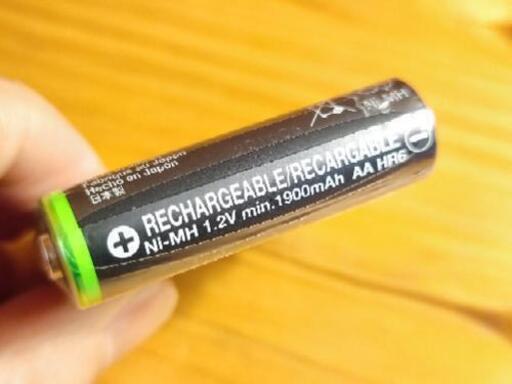 Fabriqué au Japon
Hecho en Japón
日本製
RECHARGEABLE/RECARGABLE
Ni-MH 1.2V min.1900mAh AA HR6
Ni-MH